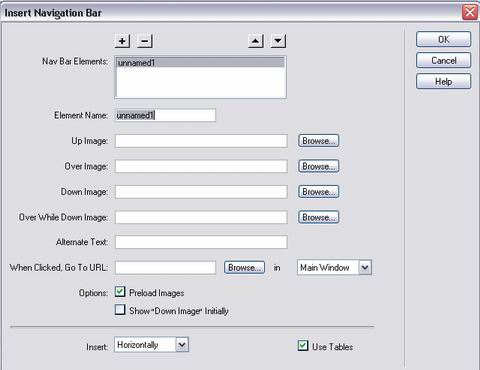 Insert Navigation Bar
OK
Nav Bar Elements: unnamed1
Cancel
Help
Element Name: unnamed1
Up Image: Browse...
Over Image: Browse...
Down Image: Browse...
Over While Down Image: Browse...
Alternate Text:
When Clicked, Go To URL: Browse... in Main Window
Options: Preload Images
Show "Down Image" Initially
Insert: Horizontally Use Tables